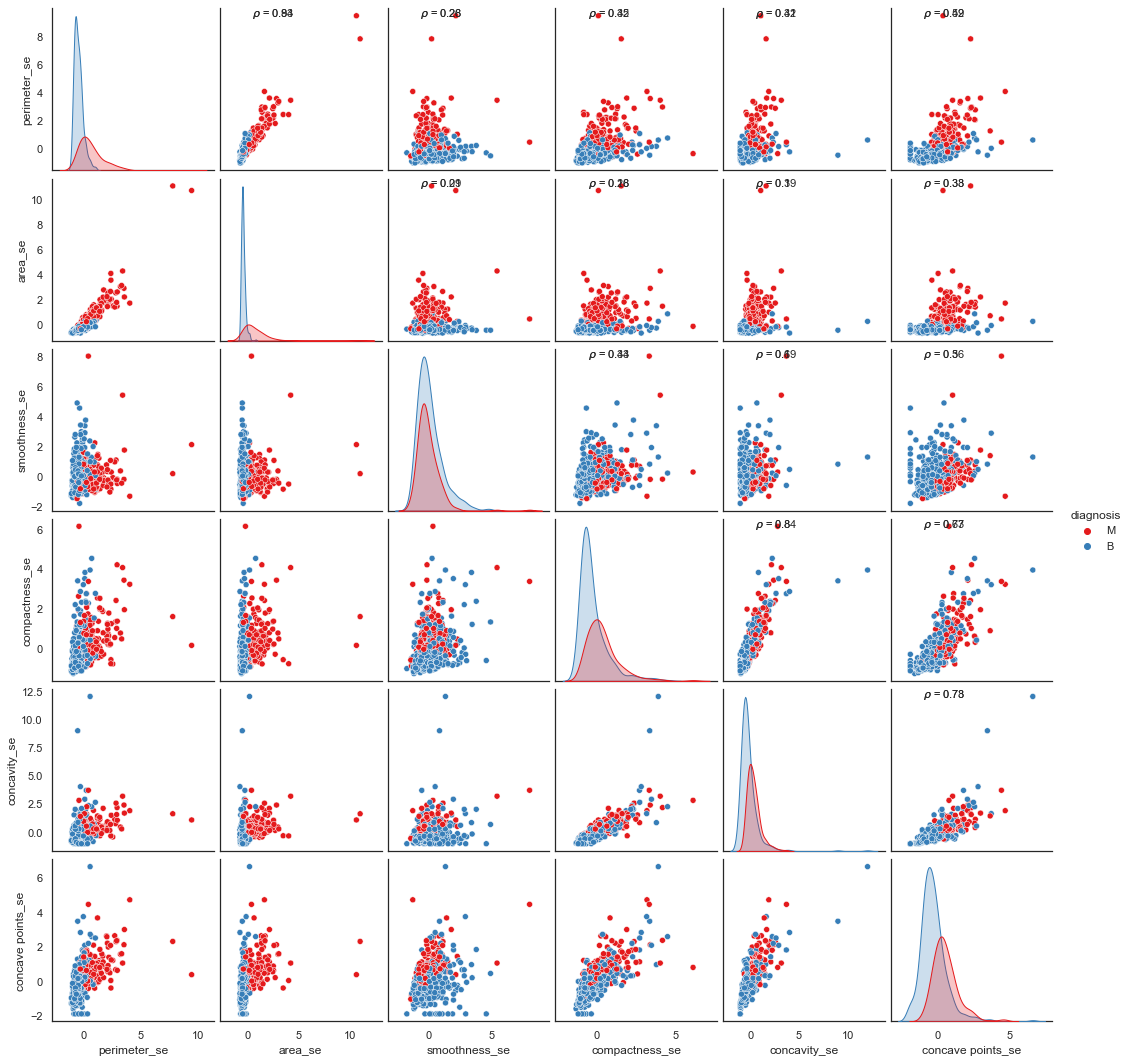 ρ = ρ = ρ = ρ = ρ =
8
6
4
2
0
perimeter_se
ρ = ρ = ρ = ρ =
10
8
6
4
2
0
area_se
ρ = ρ = ρ =
8
6
4
2
0
−2
smoothness_se
ρ = ρ =
6
4
2
0
compactness_se
diagnosis
M
B
ρ =
12.5
10.0
7.5
5.0
2.5
0.0
concavity_se
6
4
2
0
−2
concave points_se
0 5 10 0 10 0 5 0 5 0 10 0 5
perimeter_se area_se smoothness_se compactness_se concavity_se concave points_se